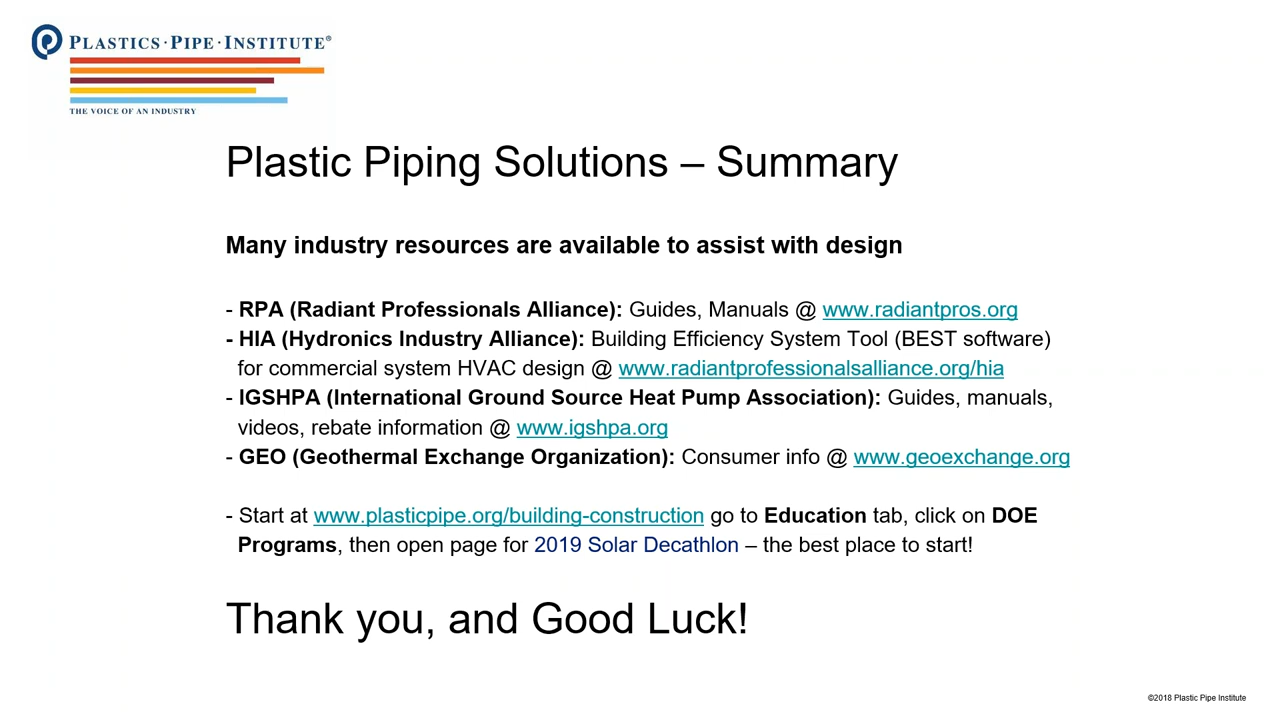 PLASTICS·PIPE·INSTITUTE®
THE VOICE OF AN INDUSTRY
Plastic Piping Solutions – Summary
Many industry resources are available to assist with design
- RPA (Radiant Professionals Alliance): Guides, Manuals @ www.radiantpros.org
- HIA (Hydronics Industry Alliance): Building Efficiency System Tool (BEST software)
for commercial system HVAC design @ www.radiantprofessionalsalliance.org/hia
- IGSHPA (International Ground Source Heat Pump Association): Guides, manuals,
videos, rebate information @ www.igshpa.org
- GEO (Geothermal Exchange Organization): Consumer info @ www.geoexchange.org
- Start at www.plasticpipe.org/building-construction go to Education tab, click on DOE
Programs, then open page for 2019 Solar Decathlon – the best place to start!
Thank you, and Good Luck!
©2018 Plastic Pipe Institute